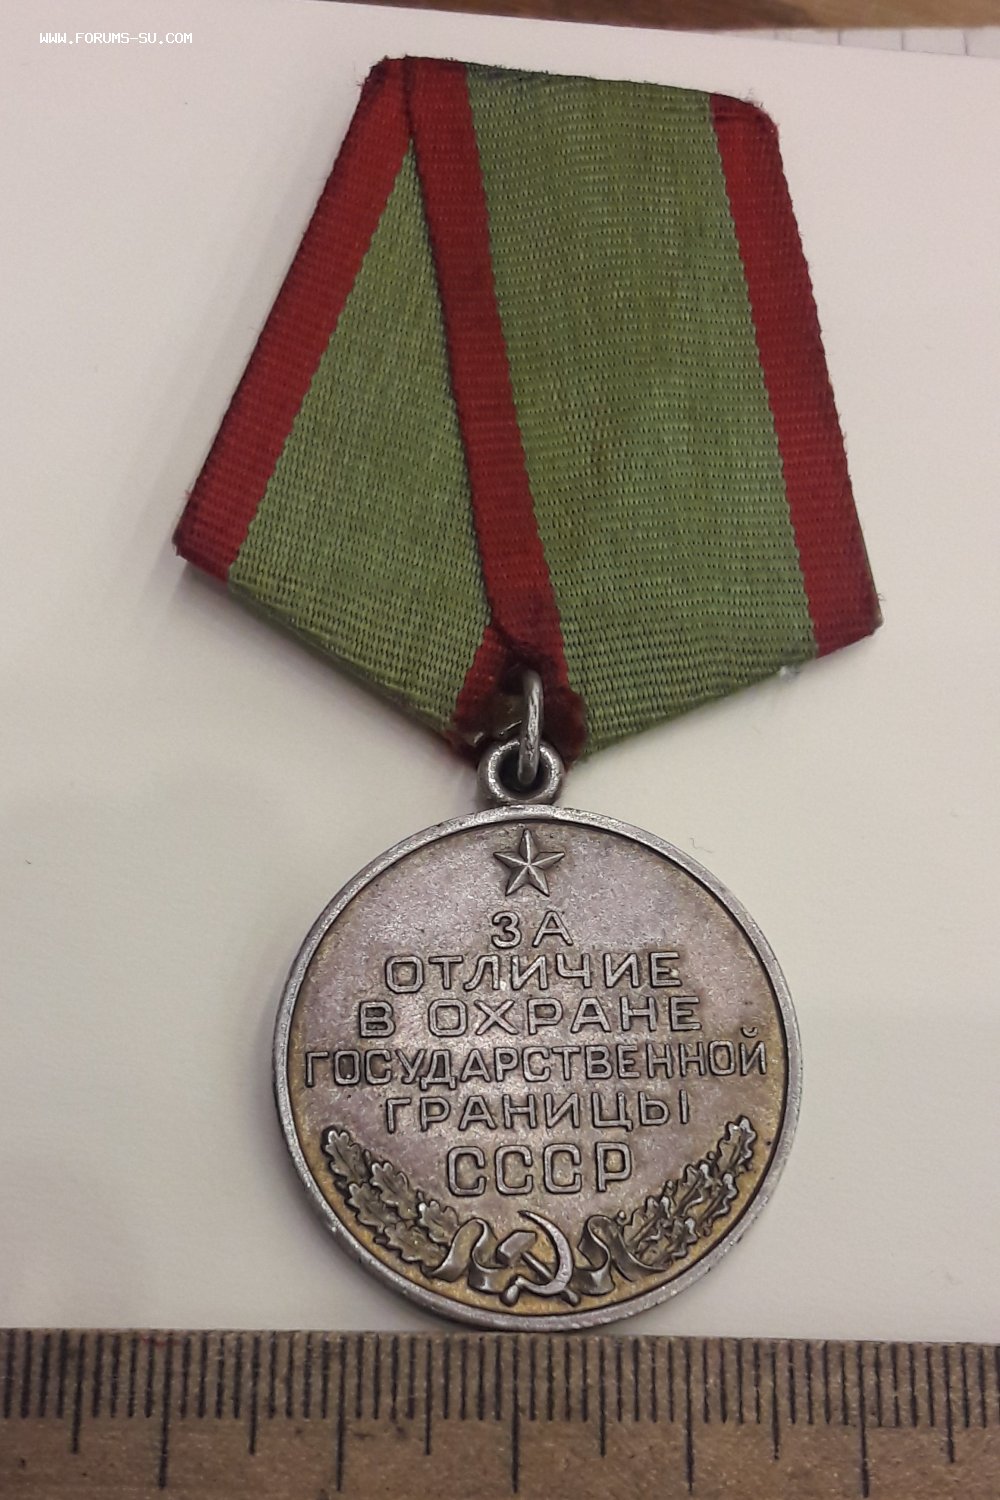 WWW.FORUMS-SU.COM
ЗА
ОТЛИЧИЕ
В ОХРАНЕ
ГОСУДАРСТВЕННОЙ
ГРАНИЦЫ
СССР